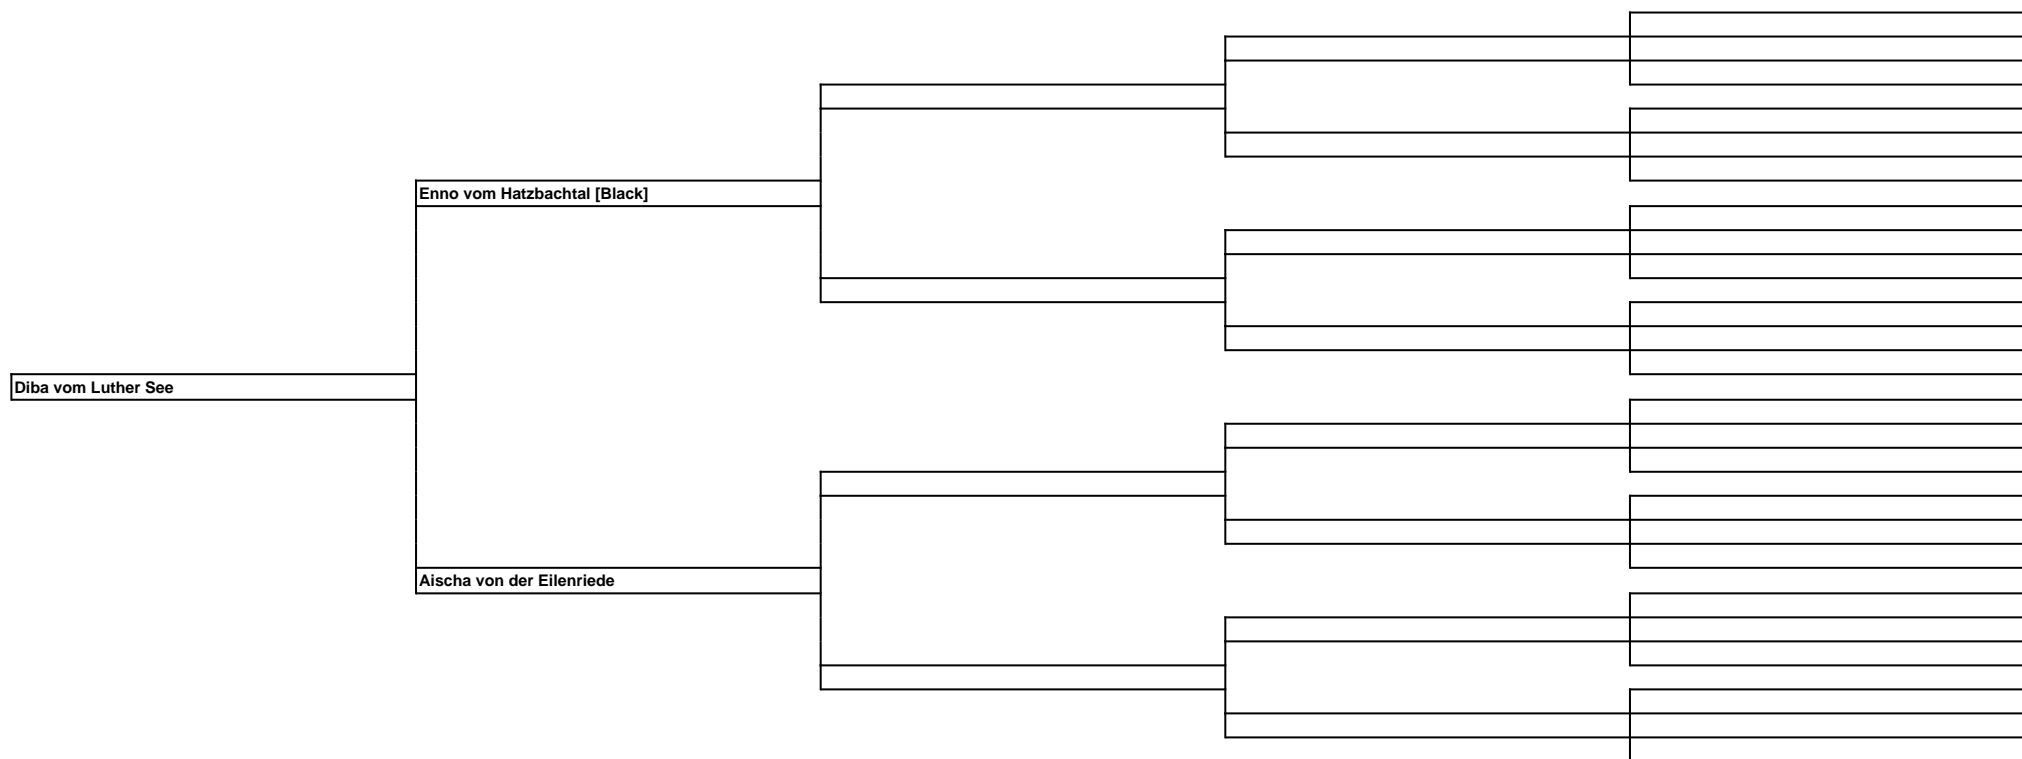 Enno vom Hatzbachtal [Black]
Diba vom Luther See
Aischa von der Eilenriede